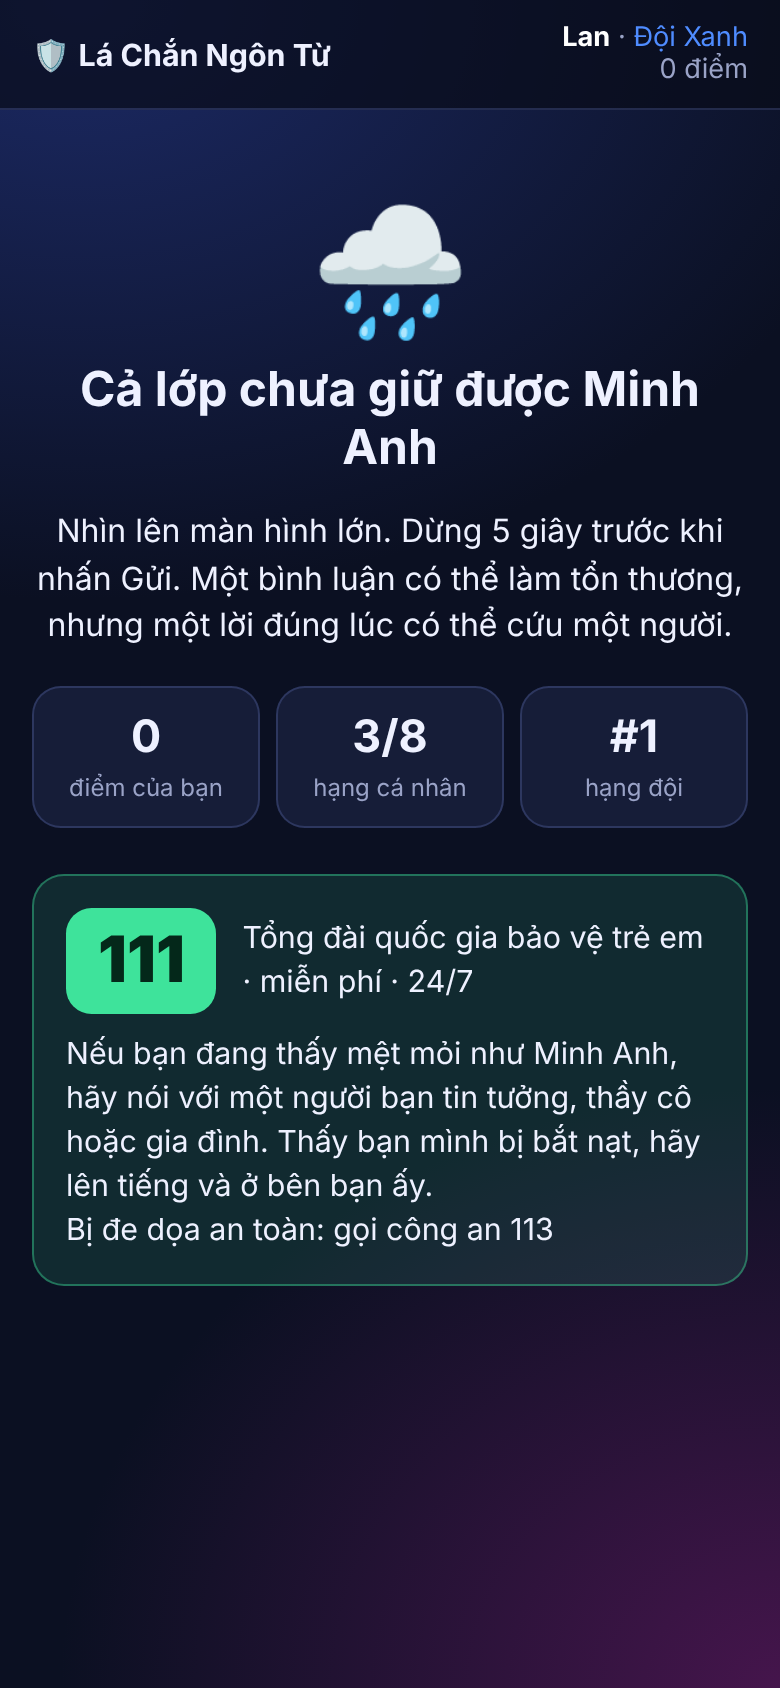 Lá Chắn Ngôn Từ
Lan · Đội Xanh
0 điểm
Cả lớp chưa giữ được Minh
Anh
Nhìn lên màn hình lớn. Dừng 5 giây trước khi
nhấn Gửi. Một bình luận có thể làm tổn thương,
nhưng một lời đúng lúc có thể cứu một người.
0
điểm của bạn
3/8
hạng cá nhân
#1
hạng đội
111
Tổng đài quốc gia bảo vệ trẻ em
· miễn phí · 24/7
Nếu bạn đang thấy mệt mỏi như Minh Anh,
hãy nói với một người bạn tin tưởng, thầy cô
hoặc gia đình. Thấy bạn mình bị bắt nạt, hãy
lên tiếng và ở bên bạn ấy.
Bị đe dọa an toàn: gọi công an 113